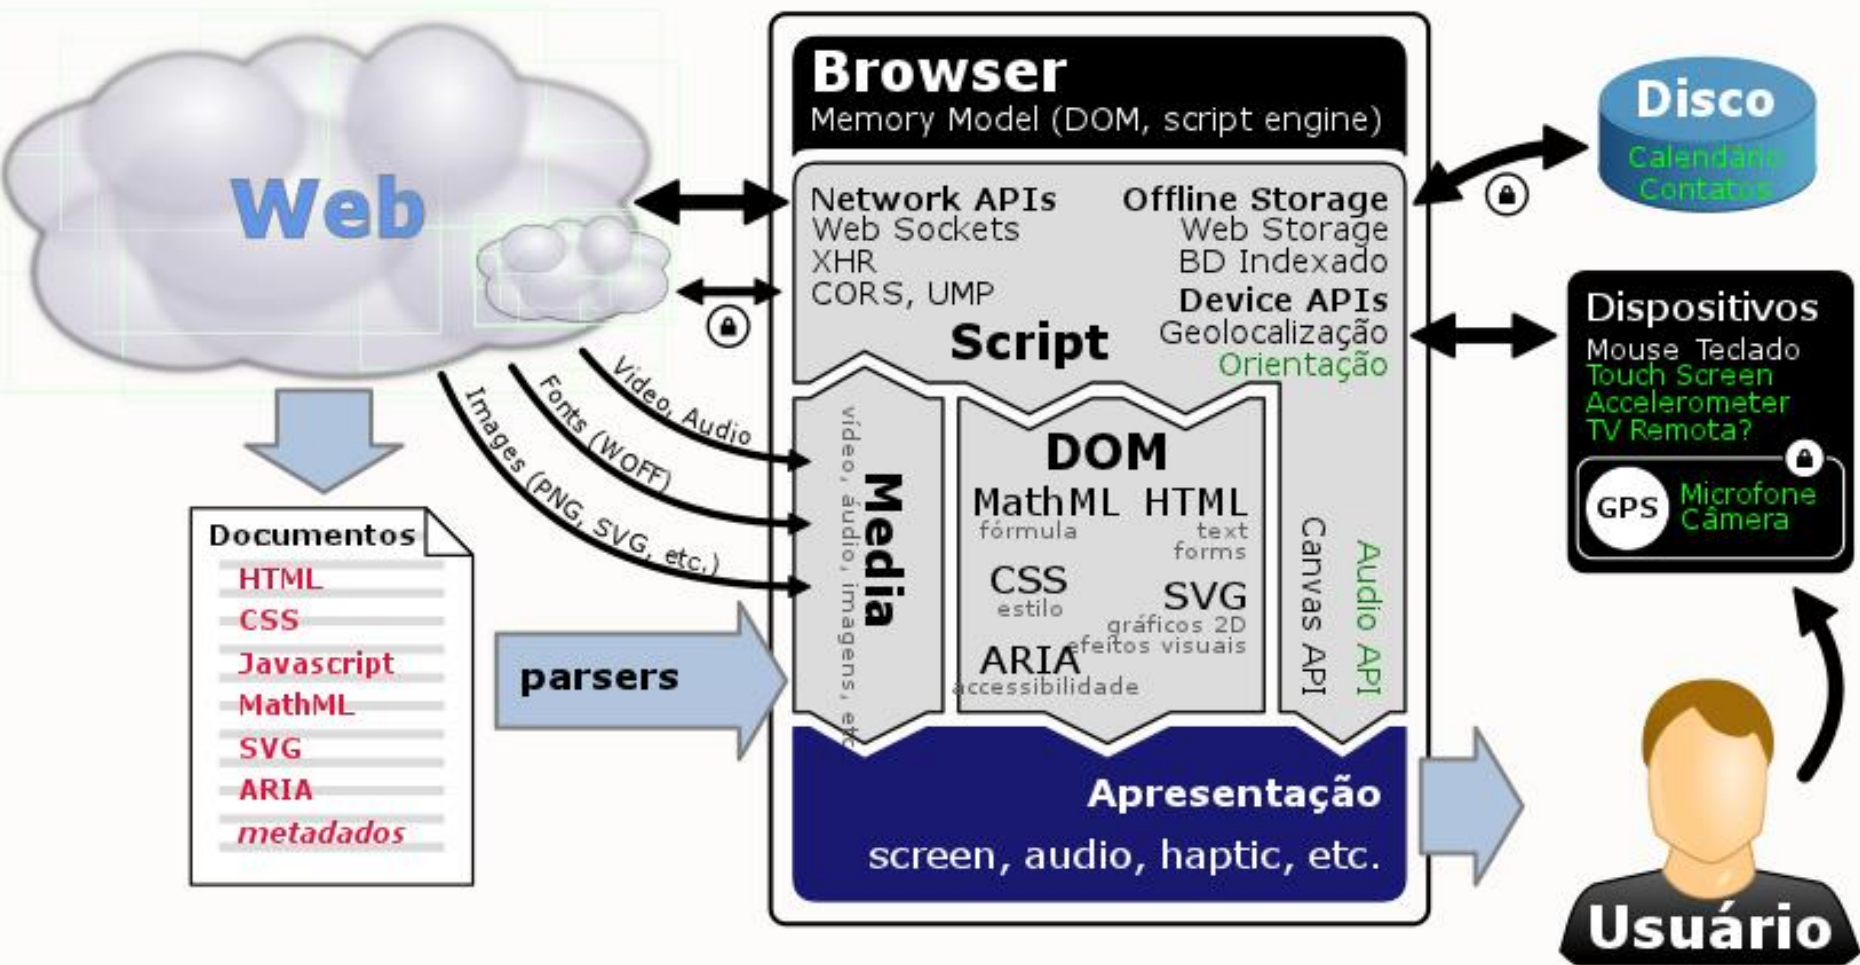 Web
Video, Audio
Fonts (WOFF)
Images (PNG, SVG, etc.)
Documentos
HTML
CSS
Javascript
MathML
SVG
ARIA
metadados
parsers
Browser
Memory Model (DOM, script engine)
Network APIs
Web Sockets
XHR
CORS, UMP
Offline Storage
Web Storage
BD Indexado
Device APIs
Geolocalização
Orientação
Script
Media
vídeo, áudio, imagens, etc
DOM
MathML
fórmula
HTML
text
forms
CSS
estilo
SVG
gráficos 2D
efeitos visuais
ARIA
accessibilidade
Canvas API
Audio API
Apresentação
screen, audio, haptic, etc.
Disco
Calendário
Contatos
Dispositivos
Mouse Teclado
Touch Screen
Accelerometer
TV Remota?
GPS
Microfone
Câmera
Usuário